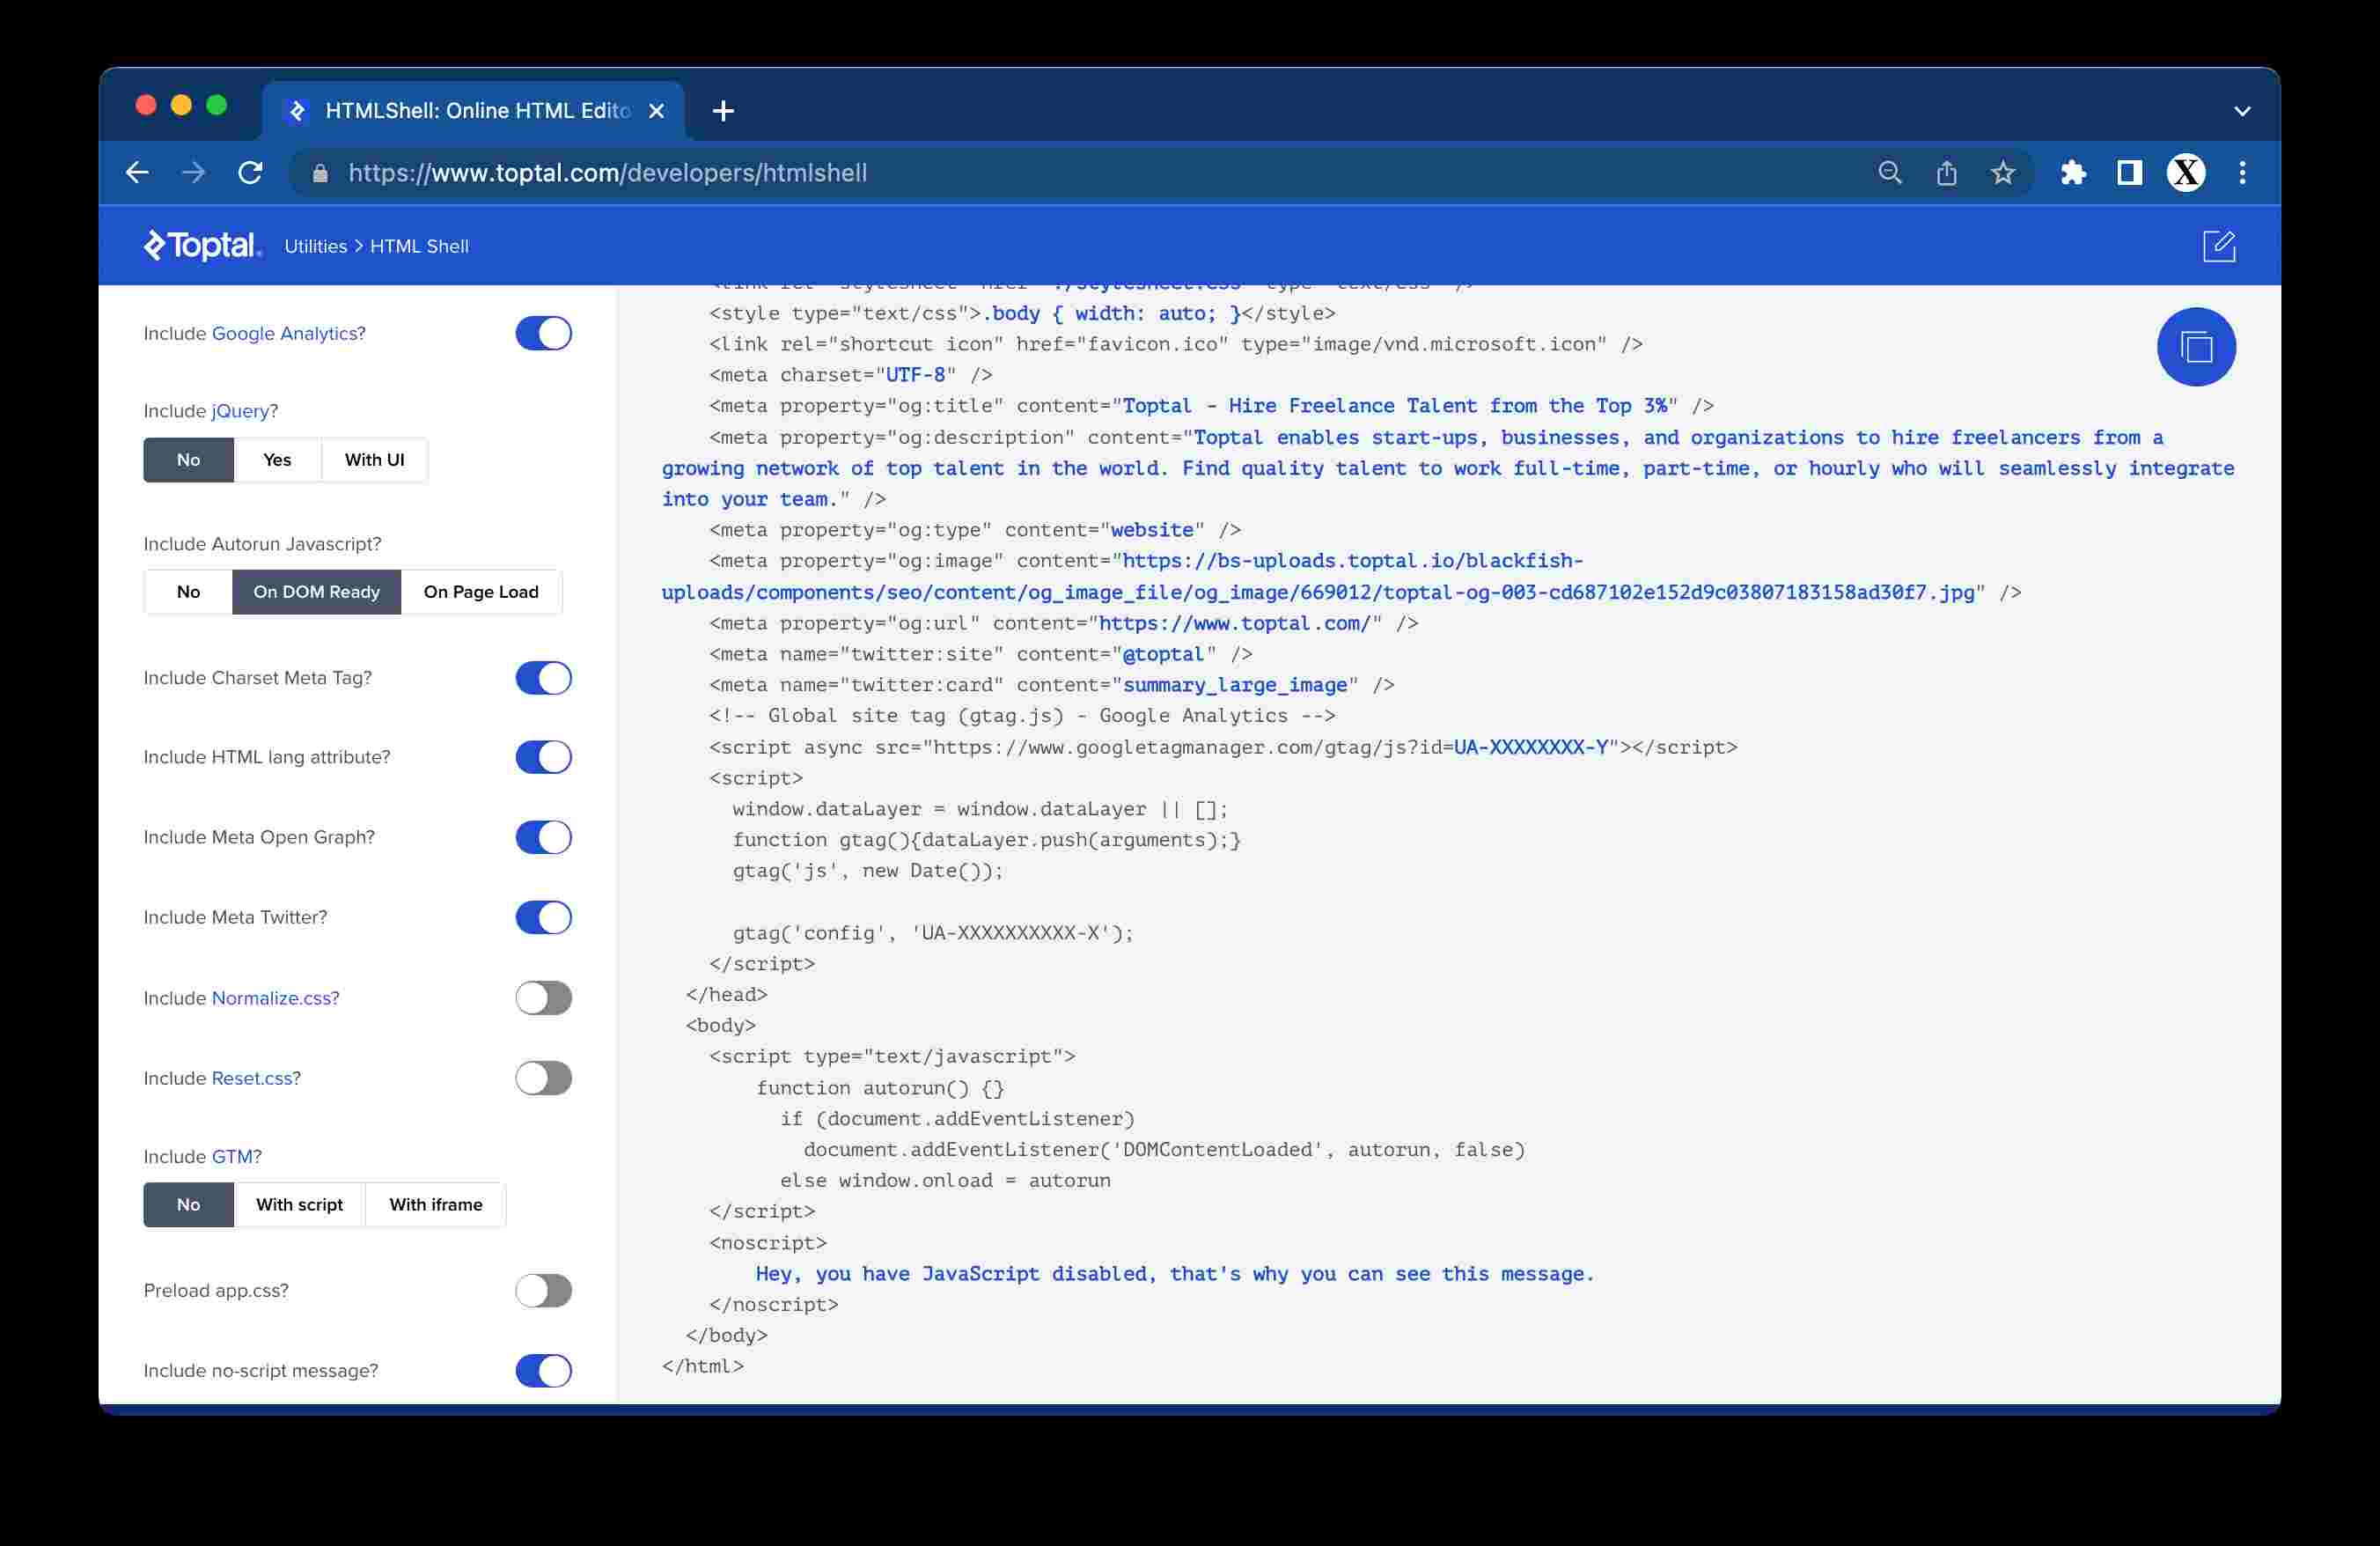 HTMLShell: Online HTML Edito
https://www.toptal.com/developers/htmlshell
X
Toptal
Utilities > HTML Shell
Include Google Analytics?
Include jQuery?
No Yes With UI
Include Autorun Javascript?
No On DOM Ready On Page Load
Include Charset Meta Tag?
Include HTML lang attribute?
Include Meta Open Graph?
Include Meta Twitter?
Include Normalize.css?
Include Reset.css?
Include GTM?
No With script With iframe
Preload app.css?
Include no-script message?
<link rel="stylesheet" href="./stylesheet.css" type="text/css" />
<style type="text/css">.body { width: auto; }</style>
<link rel="shortcut icon" href="favicon.ico" type="image/vnd.microsoft.icon" />
<meta charset="UTF-8" />
<meta property="og:title" content="Toptal - Hire Freelance Talent from the Top 3%" />
<meta property="og:description" content="Toptal enables start-ups, businesses, and organizations to hire freelancers from a
growing network of top talent in the world. Find quality talent to work full-time, part-time, or hourly who will seamlessly integrate
into your team." />
<meta property="og:type" content="website" />
<meta property="og:image" content="https://bs-uploads.toptal.io/blackfish-
uploads/components/seo/content/og_image_file/og_image/669012/toptal-og-003-cd687102e152d9c03807183158ad30f7.jpg" />
<meta property="og:url" content="https://www.toptal.com/" />
<meta name="twitter:site" content="@toptal" />
<meta name="twitter:card" content="summary_large_image" />
<!-- Global site tag (gtag.js) - Google Analytics -->
<script async src="https://www.googletagmanager.com/gtag/js?id=UA-XXXXXXXX-Y"></script>
<script>
window.dataLayer = window.dataLayer || [];
function gtag(){dataLayer.push(arguments);}
gtag('js', new Date());
gtag('config', 'UA-XXXXXXXXXX-X');
</script>
</head>
<body>
<script type="text/javascript">
function autorun() {}
if (document.addEventListener)
document.addEventListener('DOMContentLoaded', autorun, false)
else window.onload = autorun
</script>
<noscript>
Hey, you have JavaScript disabled, that's why you can see this message.
</noscript>
</body>
</html>